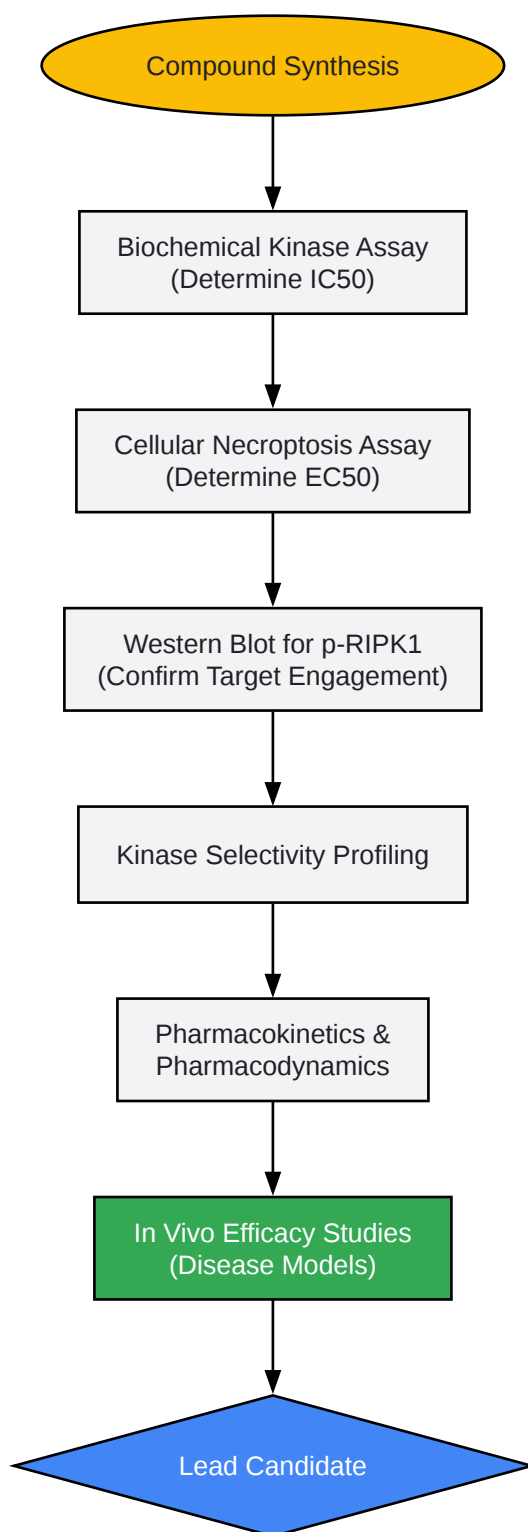 Compound Synthesis
Biochemical Kinase Assay
(Determine IC50)
Cellular Necroptosis Assay
(Determine EC50)
Western Blot for p-RIPK1
(Confirm Target Engagement)
Kinase Selectivity Profiling
Pharmacokinetics &
Pharmacodynamics
In Vivo Efficacy Studies
(Disease Models)
Lead Candidate